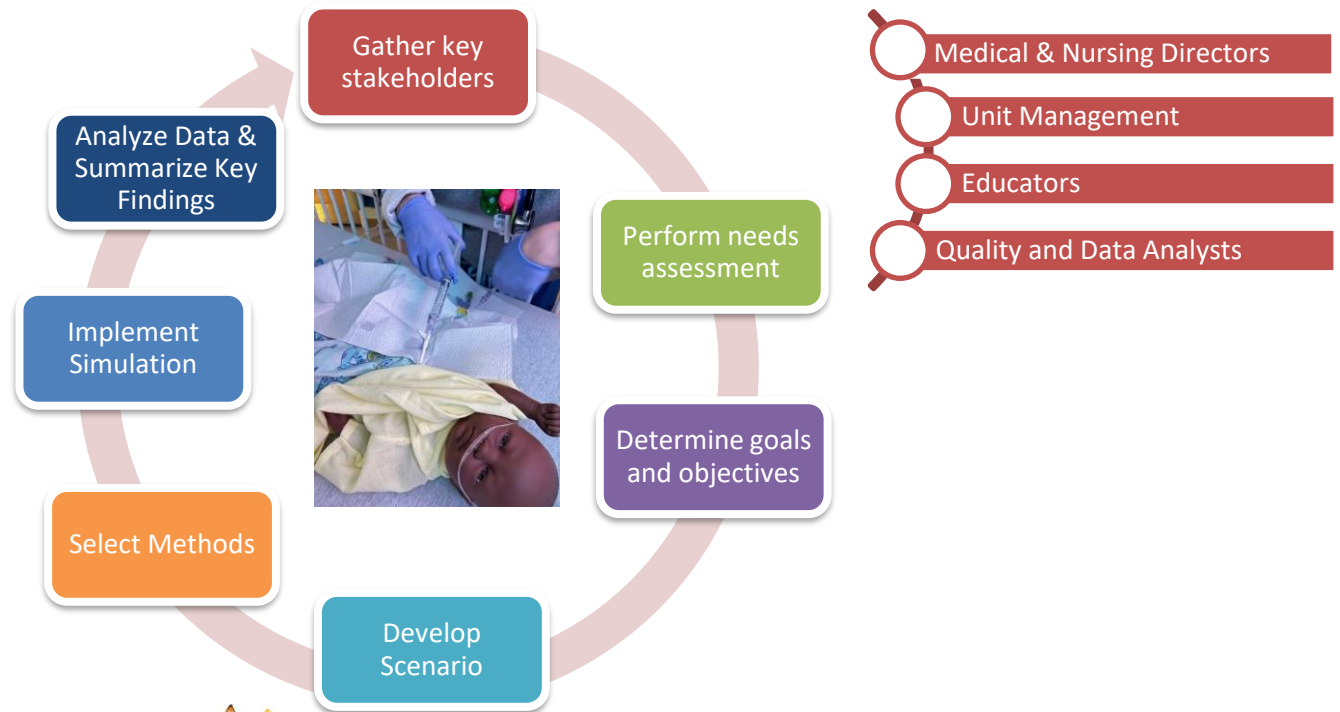 Gather key
stakeholders
Perform needs
assessment
Determine goals
and objectives
Develop
Scenario
Select Methods
Implement
Simulation
Analyze Data &
Summarize Key
Findings
Medical & Nursing Directors
Unit Management
Educators
Quality and Data Analysts